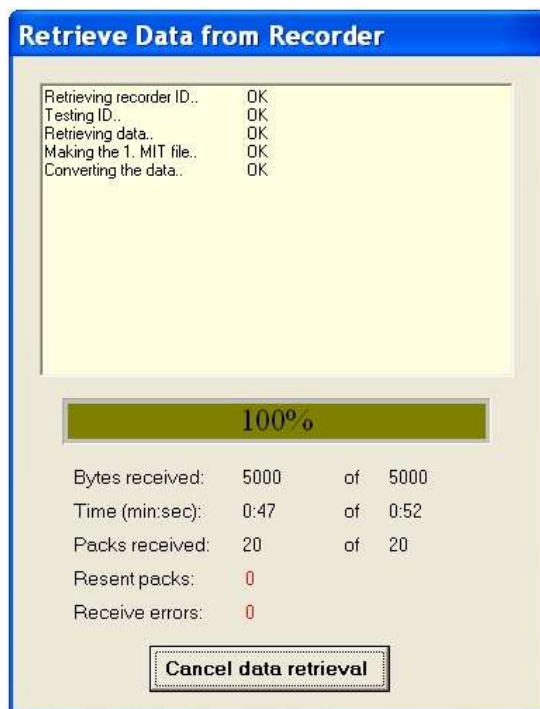 Retrieve Data from Recorder
Retrieving recorder ID.. OK
Testing ID.. OK
Retrieving data.. OK
Making the 1. MIT file.. OK
Converting the data.. OK
100%
Bytes received: 5000 of 5000
Time (min:sec): 0:47 of 0:52
Packs received: 20 of 20
Resent packs: 0
Receive errors: 0
Cancel data retrieval